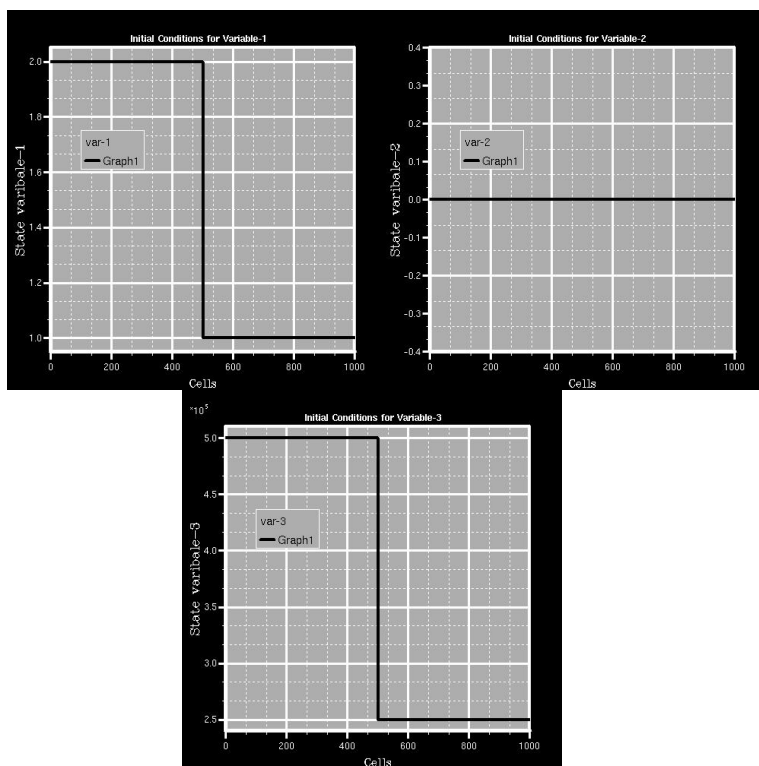 Initial Conditions for Variable-1
2.0
1.8
1.6
1.4
1.2
1.0
State varibale-1
var-1
Graph1
0 200 400 600 800 1000
Cells
Initial Conditions for Variable-2
0.4
0.3
0.2
0.1
0.0
-0.1
-0.2
-0.3
-0.4
State varibale-2
var-2
Graph1
0 200 400 600 800 1000
Cells
×10⁵
Initial Conditions for Variable-3
5.0
4.5
4.0
3.5
3.0
2.5
State varibale-3
var-3
Graph1
0 200 400 600 800 1000
Cells